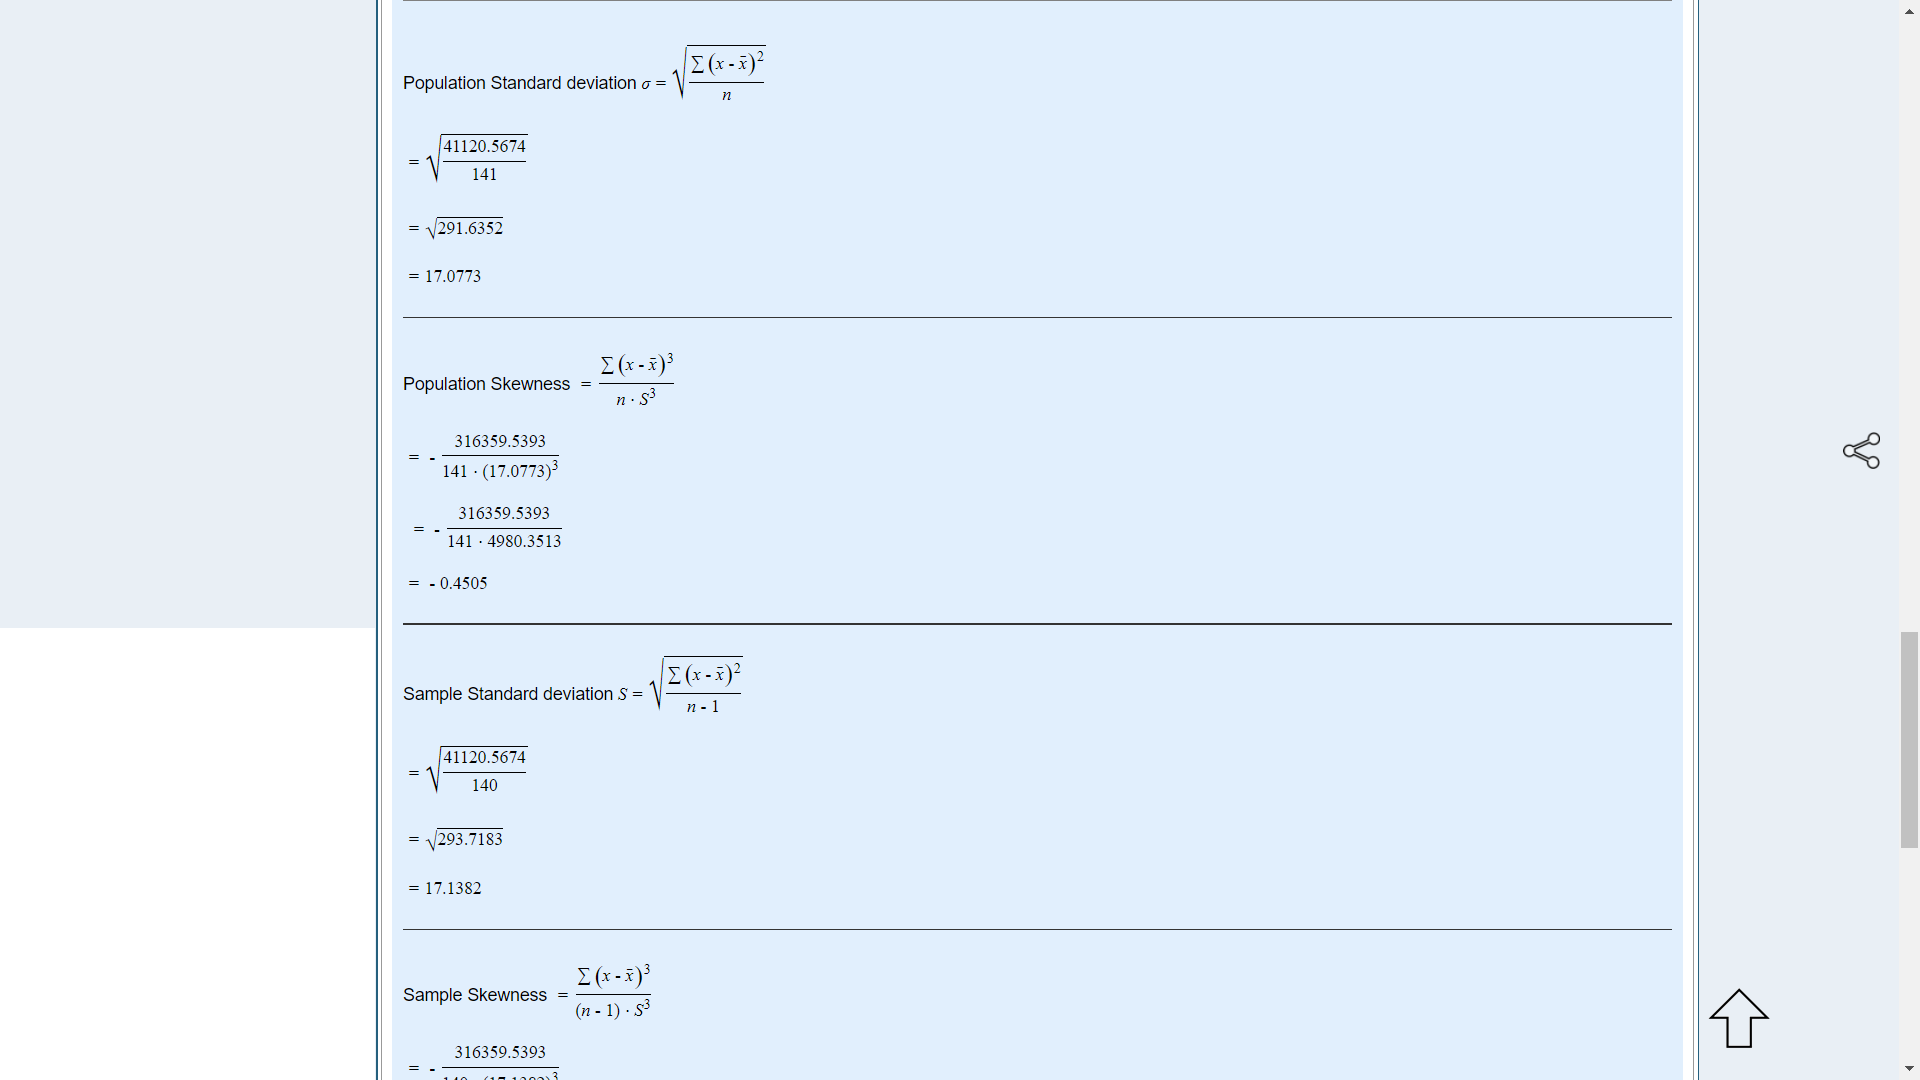 Population Standard deviation σ = √(∑(x - x̄)² / n)
= √(41120.5674 / 141)
= √291.6352
= 17.0773
Population Skewness = ∑(x - x̄)³ / n · S³
= - 316359.5393 / 141 · (17.0773)³
= - 316359.5393 / 141 · 4980.3513
= - 0.4505
Sample Standard deviation S = √(∑(x - x̄)² / n - 1)
= √(41120.5674 / 140)
= √293.7183
= 17.1382
Sample Skewness = ∑(x - x̄)³ / (n - 1) · S³
= - 316359.5393